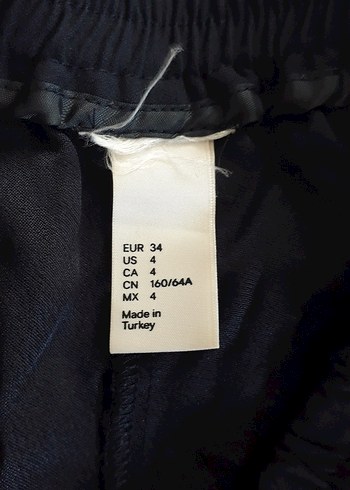 EUR 34
US 4
CA 4
CN 160/64A
MX 4
Made in
Turkey